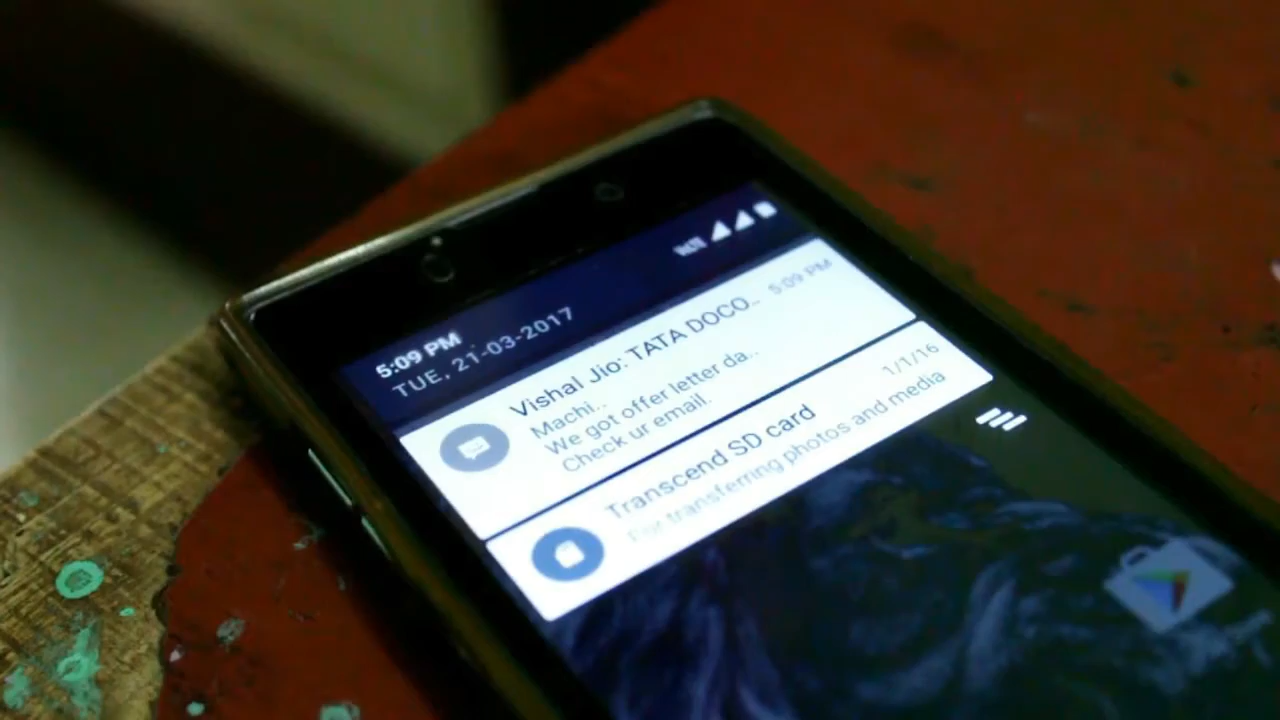 5:09 PM
TUE, 21-03-2017
Vishal Jio: TATA DOCO.. 5:09 PM
Machi..
We got offer letter da..
Check ur email.
Transcend SD card 1/1/16
For transferring photos and media